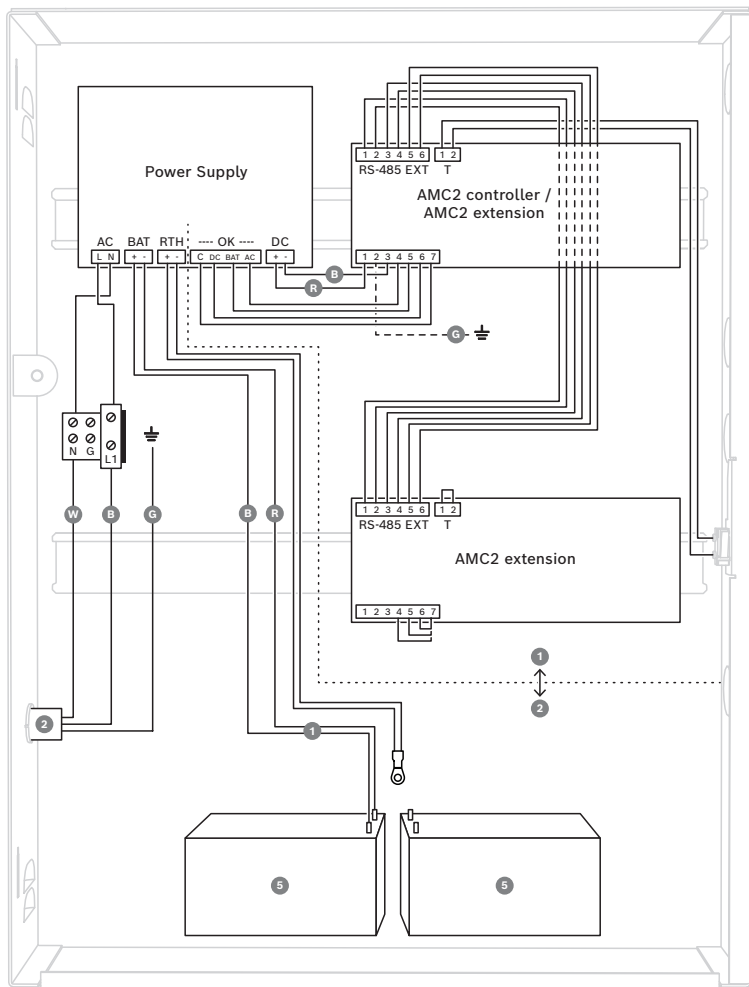 Power Supply
AC BAT RTH ---- OK ---- DC
L N + - + - C DC BAT AC + -
1 2 3 4 5 6 1 2
RS-485 EXT T
AMC2 controller /
AMC2 extension
1 2 3 4 5 6 7
B
R
G
N G L1
W B G B R
1 2 3 4 5 6 1 2
RS-485 EXT T
AMC2 extension
1 2 3 4 5 6 7
1
2
2
1
5 5